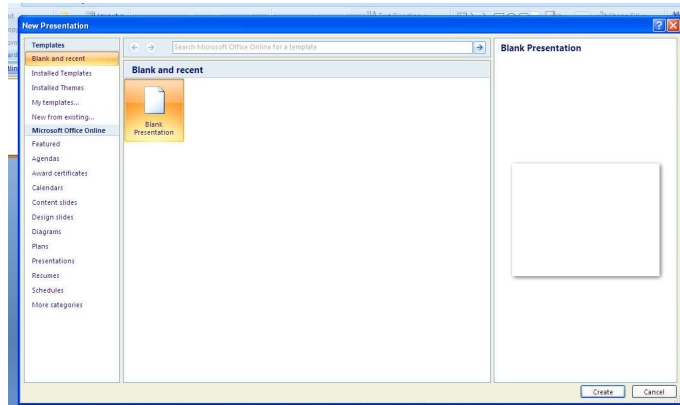 New Presentation
Templates
Blank and recent
Installed Templates
Installed Themes
My templates...
New from existing...
Microsoft Office Online
Featured
Agendas
Award certificates
Calendars
Content slides
Design slides
Diagrams
Plans
Presentations
Resumes
Schedules
More categories
Search Microsoft Office Online for a template
Blank and recent
Blank
Presentation
Blank Presentation
Create
Cancel